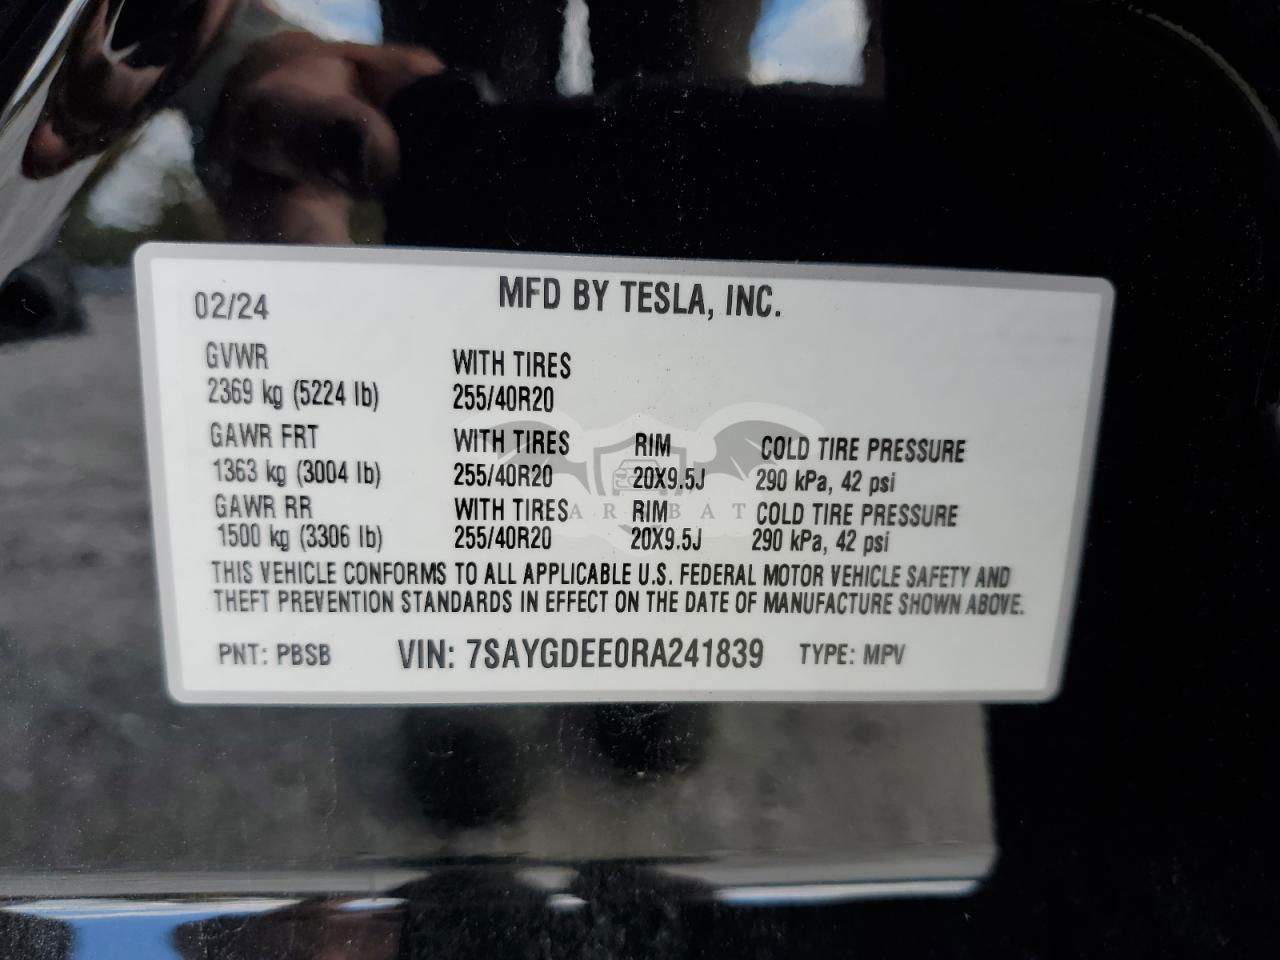 02/24 MFD BY TESLA, INC.
GVWR WITH TIRES
2369 kg (5224 lb) 255/40R20
GAWR FRT WITH TIRES RIM COLD TIRE PRESSURE
1363 kg (3004 lb) 255/40R20 20X9.5J 290 kPa, 42 psi
GAWR RR WITH TIRES RIM COLD TIRE PRESSURE
1500 kg (3306 lb) 255/40R20 20X9.5J 290 kPa, 42 psi
THIS VEHICLE CONFORMS TO ALL APPLICABLE U.S. FEDERAL MOTOR VEHICLE SAFETY AND
THEFT PREVENTION STANDARDS IN EFFECT ON THE DATE OF MANUFACTURE SHOWN ABOVE.
PNT: PBSB VIN: 7SAYGDEE0RA241839 TYPE: MPV